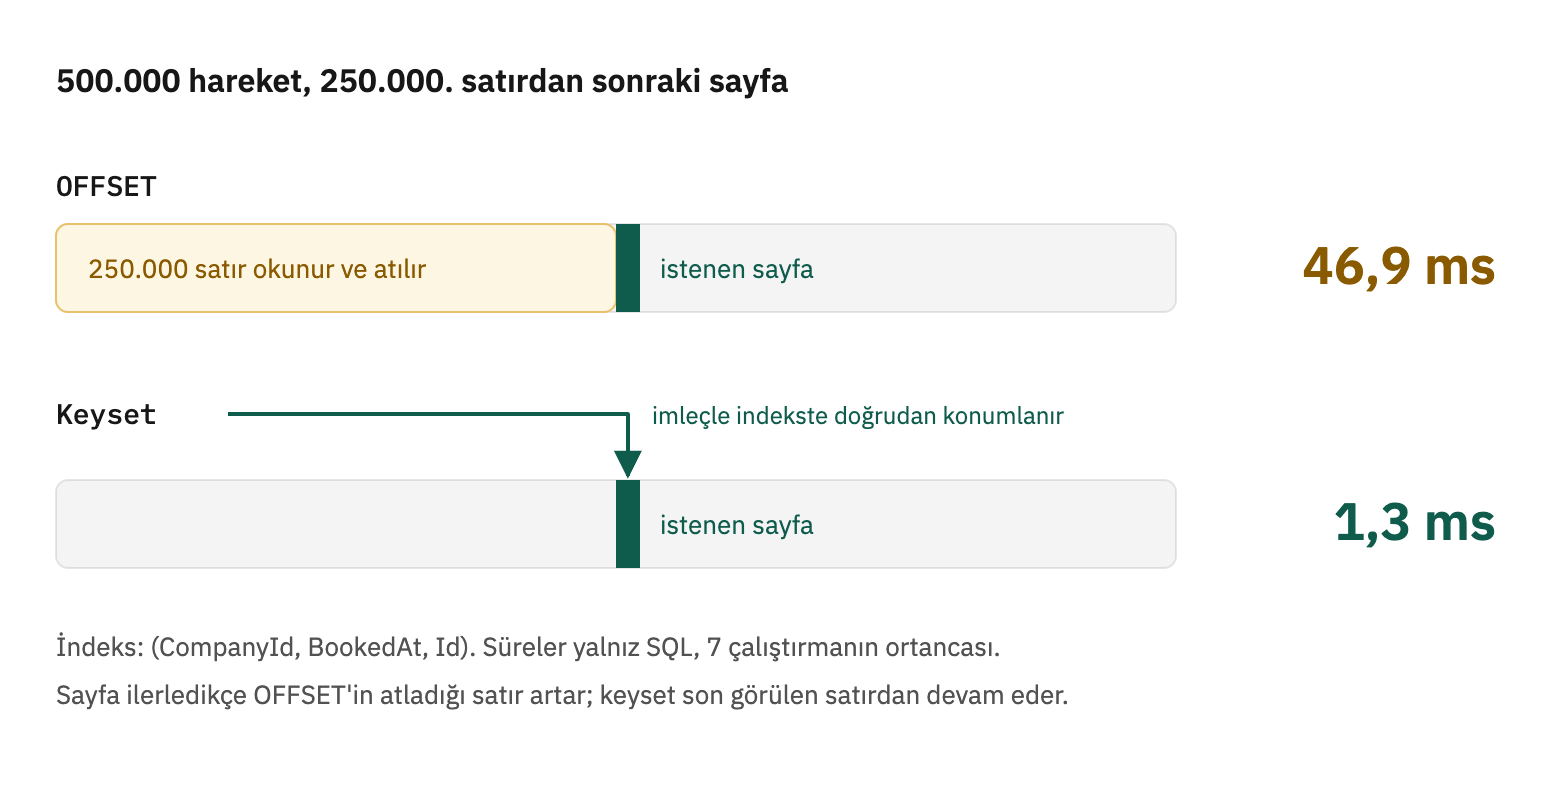 500.000 hareket, 250.000. satırdan sonraki sayfa
OFFSET
250.000 satır okunur ve atılır
istenen sayfa
46,9 ms
Keyset
imleçle indekste doğrudan konumlanır
istenen sayfa
1,3 ms
İndeks: (CompanyId, BookedAt, Id). Süreler yalnız SQL, 7 çalıştırmanın ortancası.
Sayfa ilerledikçe OFFSET'in atladığı satır artar; keyset son görülen satırdan devam eder.